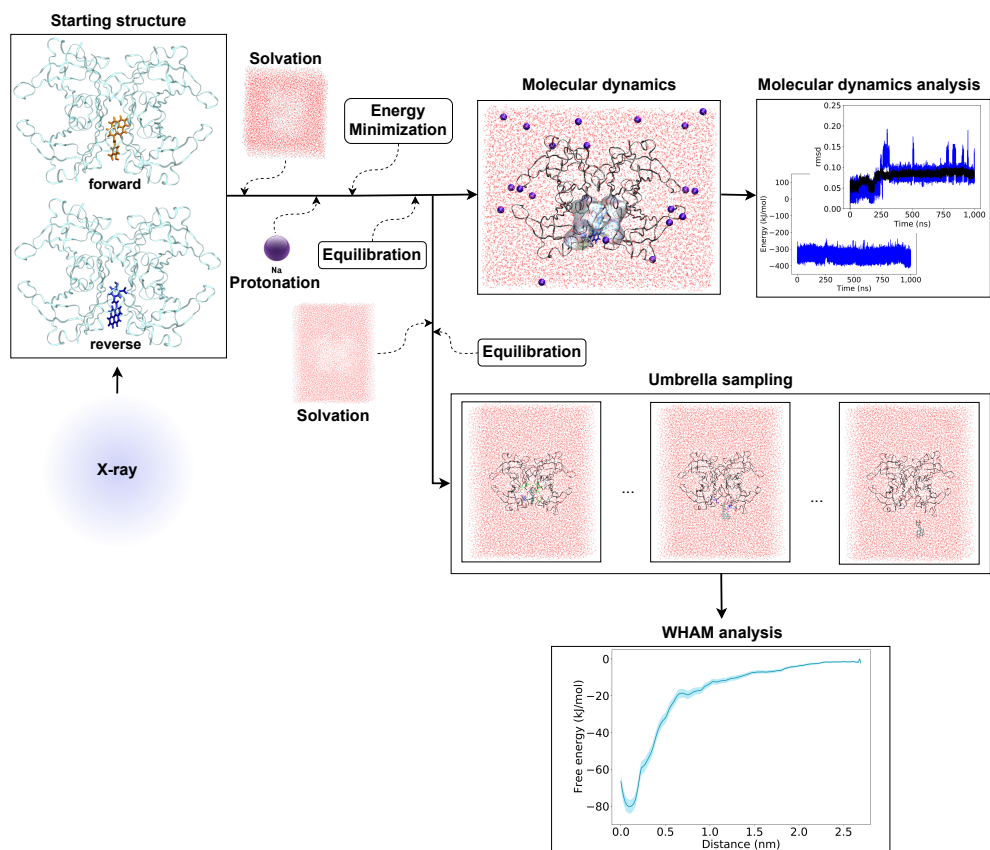 Starting structure
forward
reverse
X-ray
Solvation
Energy
Minimization
Na
Protonation
Equilibration
Molecular dynamics
Molecular dynamics analysis
rmsd
0.25
0.20
0.15
0.10
0.05
0.00
0
250
500
750
1,000
Time (ns)
Energy (kJ/mol)
100
0
−100
−200
−300
−400
0
250
500
750
1,000
Time (ns)
Solvation
Equilibration
Umbrella sampling
...
...
WHAM analysis
Free energy (kJ/mol)
0
−20
−40
−60
−80
0.0
0.5
1.0
1.5
2.0
2.5
Distance (nm)